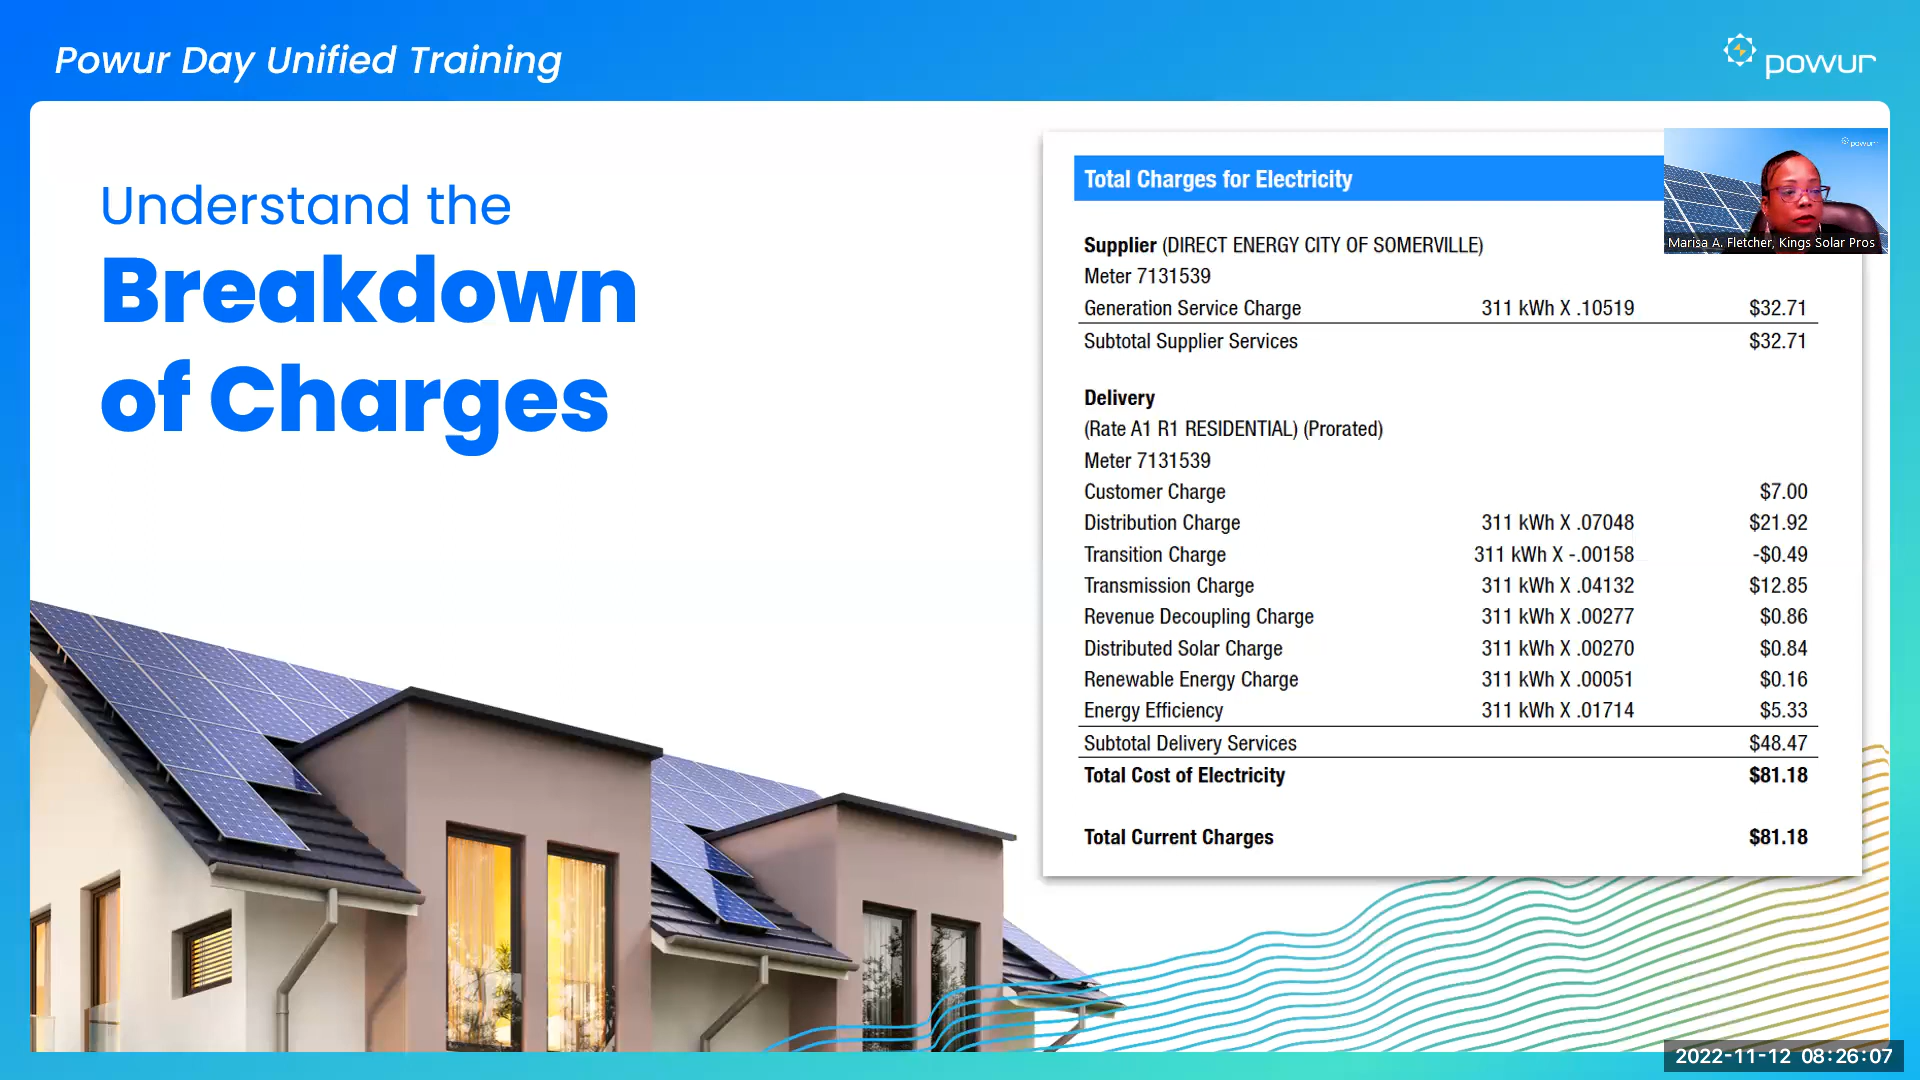 Powur Day Unified Training
powur
Understand the
Breakdown
of Charges
Total Charges for Electricity
powur
Marisa A. Fletcher, Kings Solar Pros
Supplier (DIRECT ENERGY CITY OF SOMERVILLE)
Meter 7131539
Generation Service Charge 311 kWh X .10519 $32.71
Subtotal Supplier Services $32.71
Delivery
(Rate A1 R1 RESIDENTIAL) (Prorated)
Meter 7131539
Customer Charge $7.00
Distribution Charge 311 kWh X .07048 $21.92
Transition Charge 311 kWh X -.00158 -$0.49
Transmission Charge 311 kWh X .04132 $12.85
Revenue Decoupling Charge 311 kWh X .00277 $0.86
Distributed Solar Charge 311 kWh X .00270 $0.84
Renewable Energy Charge 311 kWh X .00051 $0.16
Energy Efficiency 311 kWh X .01714 $5.33
Subtotal Delivery Services $48.47
Total Cost of Electricity $81.18
Total Current Charges $81.18
2022-11-12 08:26:07